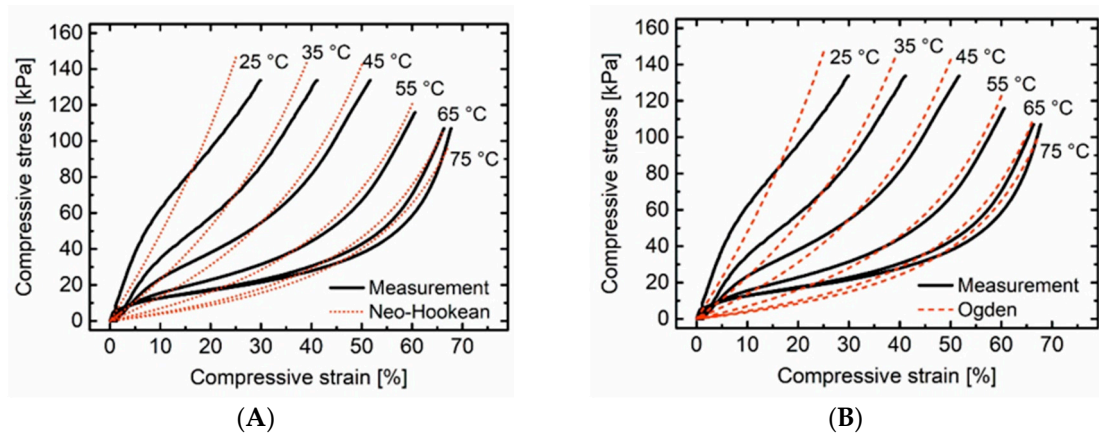 160
140
120
100
80
60
40
20
0
Compressive stress [kPa]
25 °C
35 °C
45 °C
55 °C
65 °C
75 °C
Measurement
Neo-Hookean
0 10 20 30 40 50 60 70
Compressive strain [%]
(A)
160
140
120
100
80
60
40
20
0
Compressive stress [kPa]
25 °C
35 °C
45 °C
55 °C
65 °C
75 °C
Measurement
Ogden
0 10 20 30 40 50 60 70
Compressive strain [%]
(B)